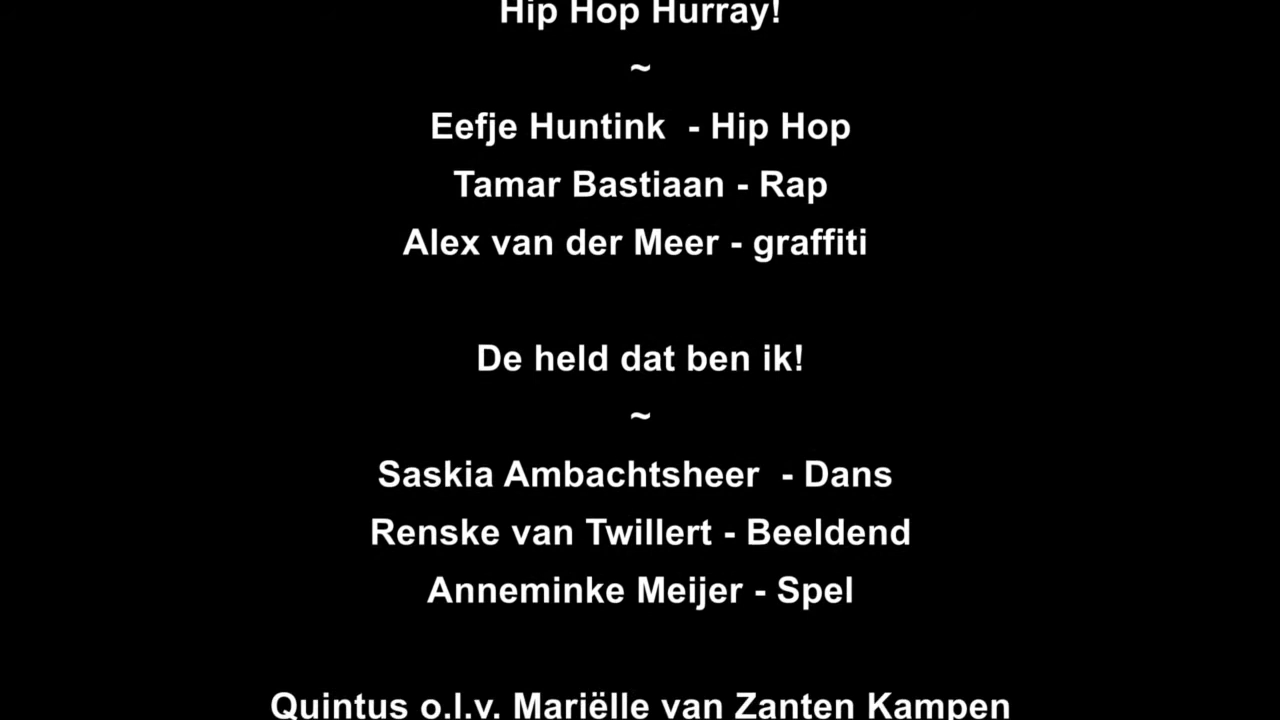 Hip Hop Hurray!
~
Eefje Huntink - Hip Hop
Tamar Bastiaan - Rap
Alex van der Meer - graffiti
De held dat ben ik!
~
Saskia Ambachtsheer - Dans
Renske van Twillert - Beeldend
Anneminke Meijer - Spel
Quintus o.l.v. Mariëlle van Zanten Kampen